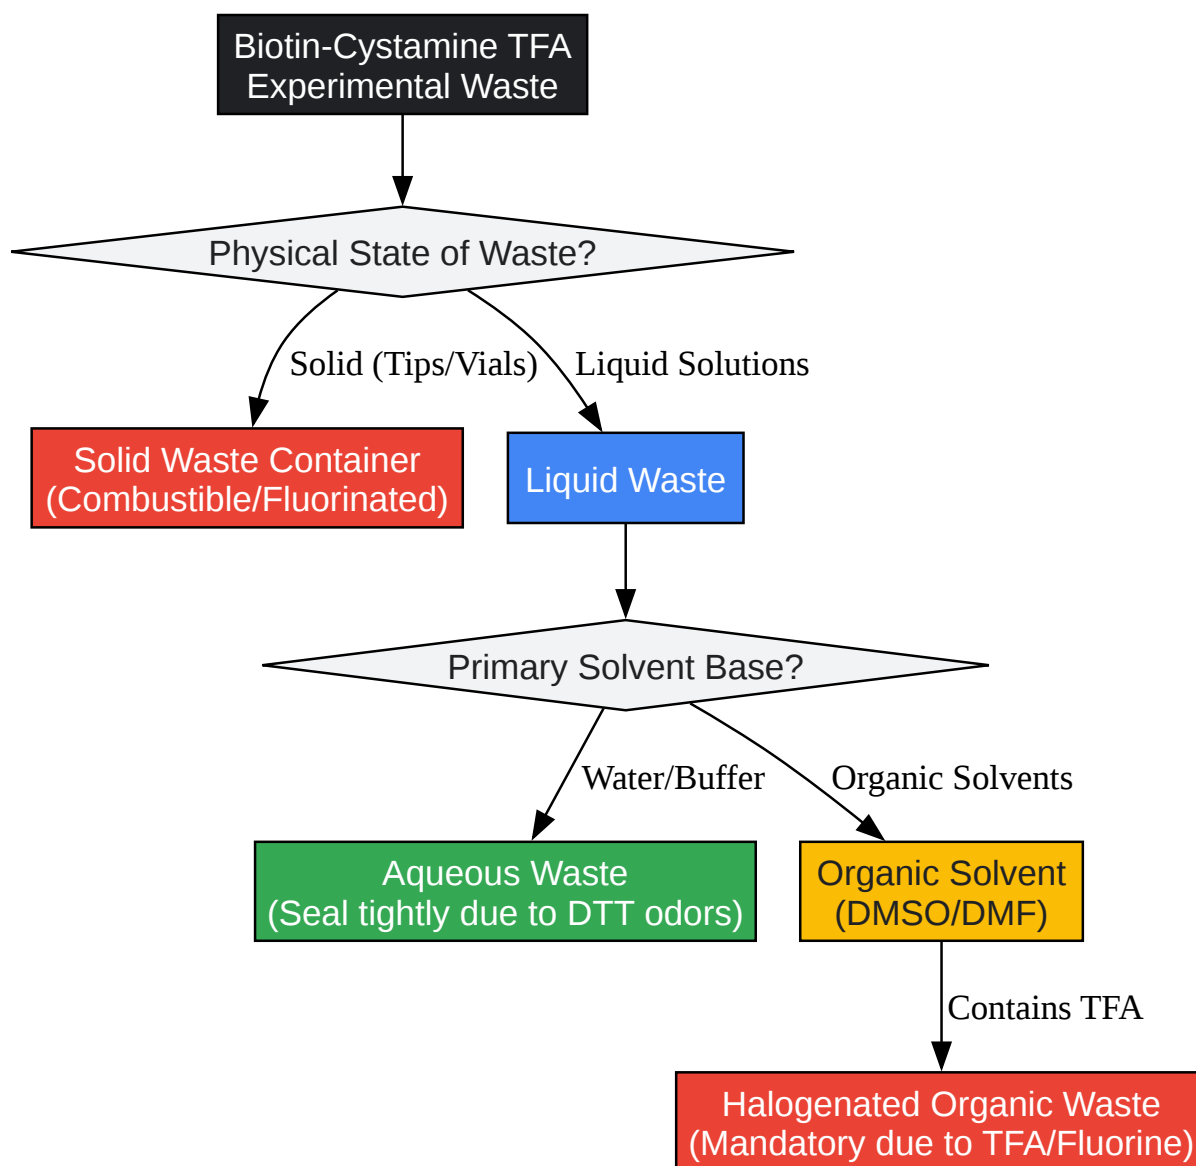 Biotin-Cystamine TFA
Experimental Waste
Physical State of Waste?
Solid (Tips/Vials)
Liquid Solutions
Solid Waste Container
(Combustible/Fluorinated)
Liquid Waste
Primary Solvent Base?
Water/Buffer
Organic Solvents
Aqueous Waste
(Seal tightly due to DTT odors)
Organic Solvent
(DMSO/DMF)
Contains TFA
Halogenated Organic Waste
(Mandatory due to TFA/Fluorine)